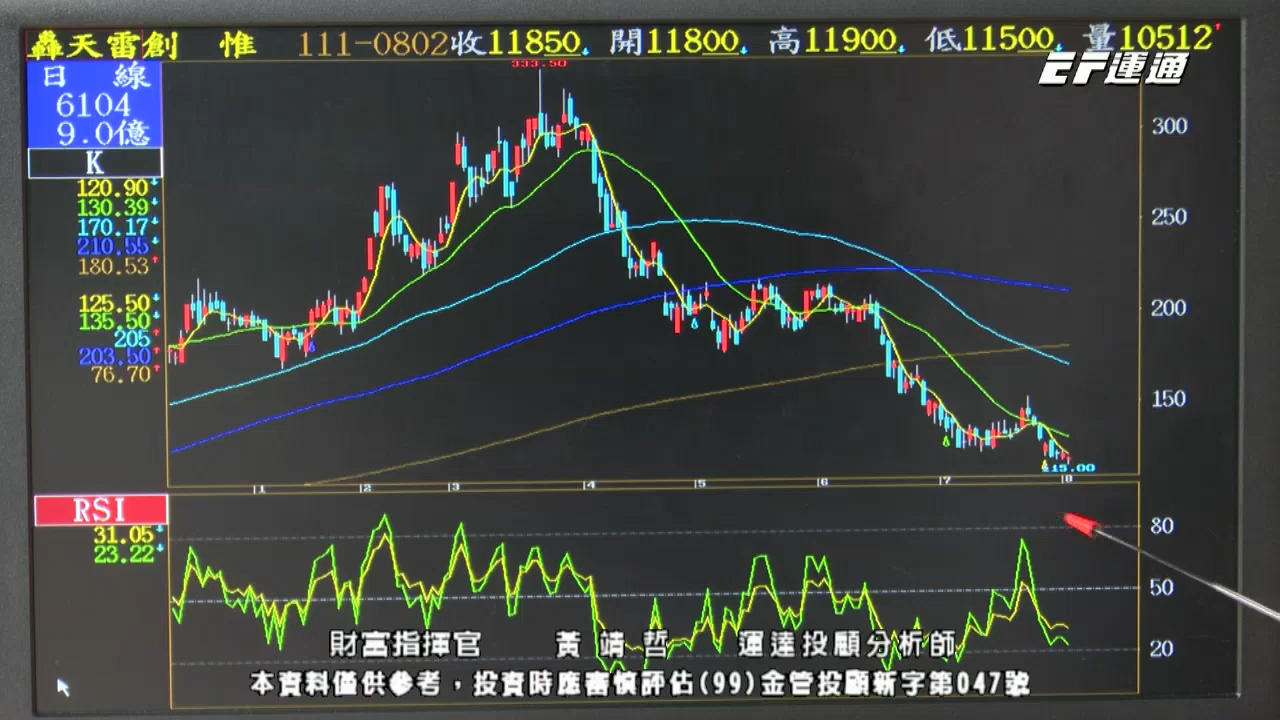 轟天雷創 惟 111-0802收11850 開11800 高11900 低11500 量10512
EF運通
日 線
6104
9.0億
K
120.90
130.39
170.17
210.55
180.53
125.50
135.50
205
203.50
76.70
333.50
300
250
200
150
115.00
1 2 3 4 5 6 7 8
RSI
31.05
23.22
80
50
20
財富指揮官 黃靖哲 運達投顧分析師
本資料僅供參考，投資時應審慎評估(99)金管投顧新字第047號